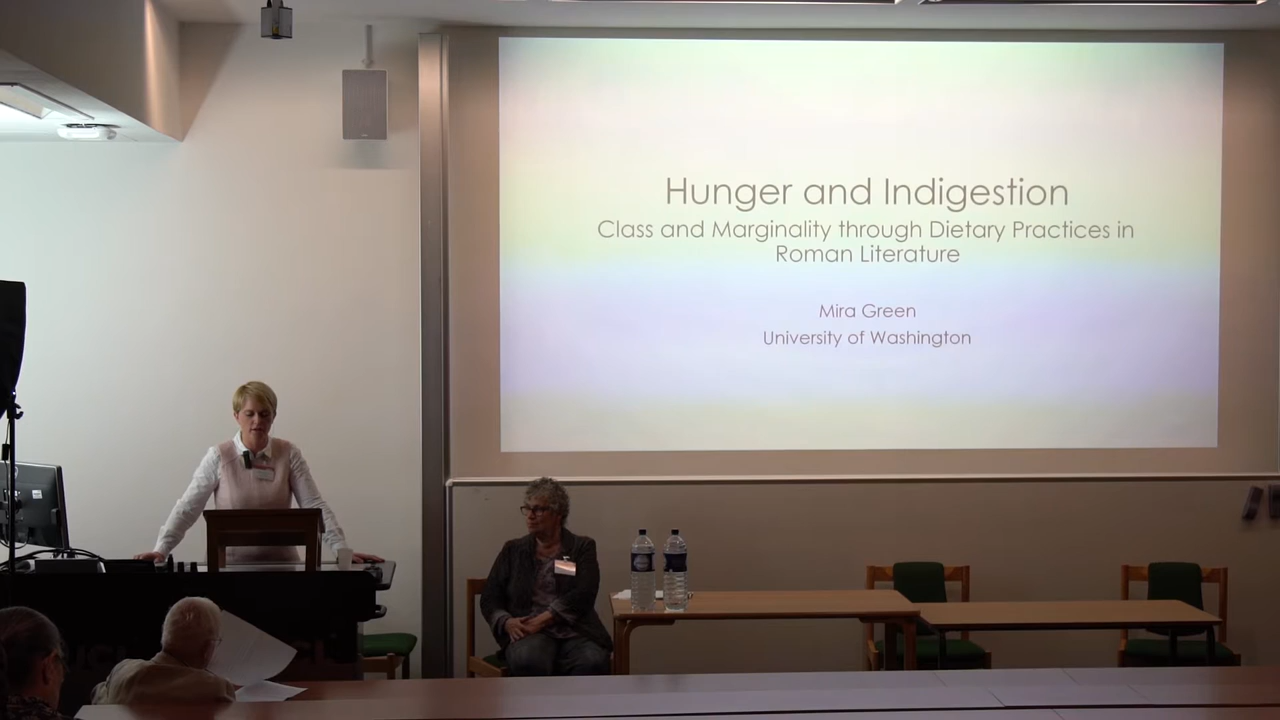 Hunger and Indigestion
Class and Marginality through Dietary Practices in
Roman Literature
Mira Green
University of Washington